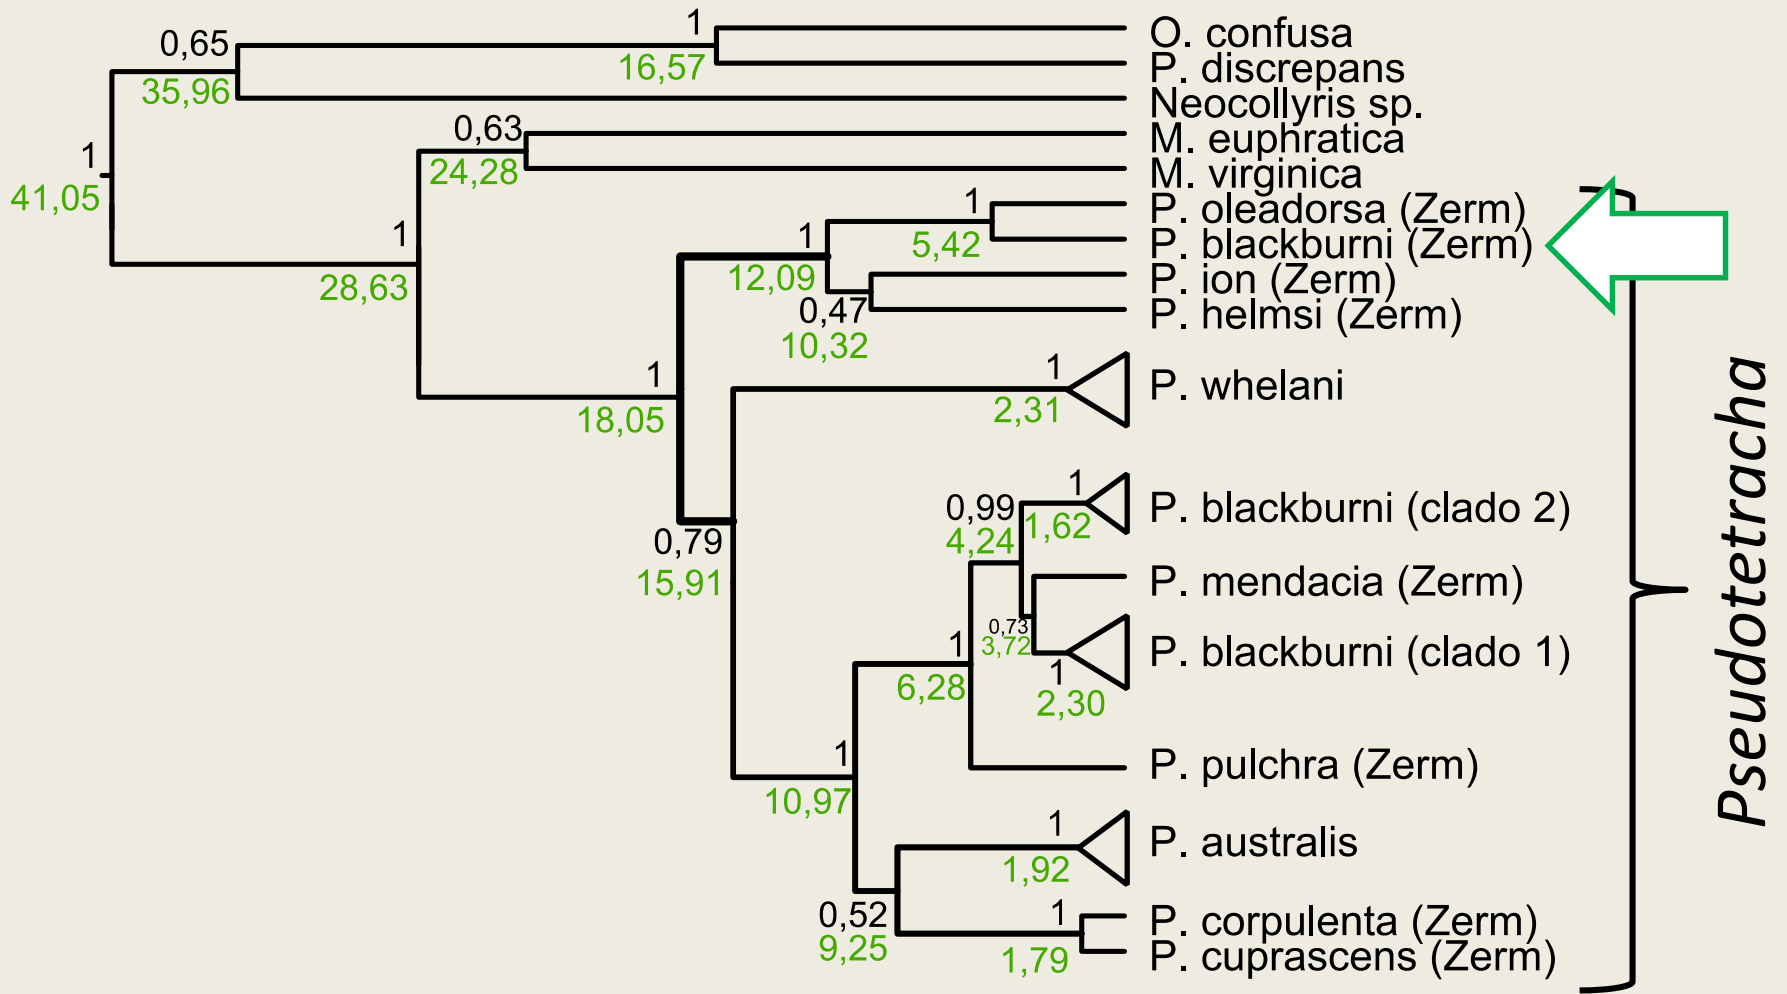 1
O. confusa
0,65
16,57
P. discrepans
35,96
Neocollyris sp.
0,63
M. euphratica
1
24,28
M. virginica
41,05
1
P. oleadorsa (Zerm)
1
1
5,42
P. blackburni (Zerm)
28,63
12,09
P. ion (Zerm)
0,47
P. helmsi (Zerm)
10,32
1
1
P. whelani
18,05
2,31
Pseudotetracha
1
0,99
P. blackburni (clado 2)
1,62
4,24
0,79
15,91
P. mendacia (Zerm)
0,73
1
3,72
P. blackburni (clado 1)
1
6,28
2,30
1
P. pulchra (Zerm)
10,97
1
P. australis
1,92
0,52
1
P. corpulenta (Zerm)
9,25
1,79
P. cuprascens (Zerm)